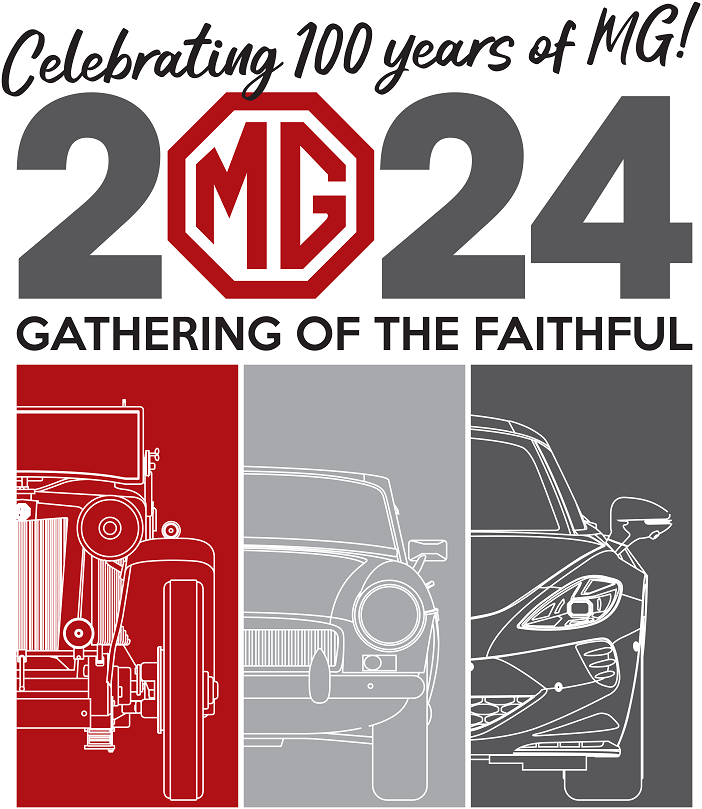 Celebrating 100 years of MG!
2MG24
GATHERING OF THE FAITHFUL